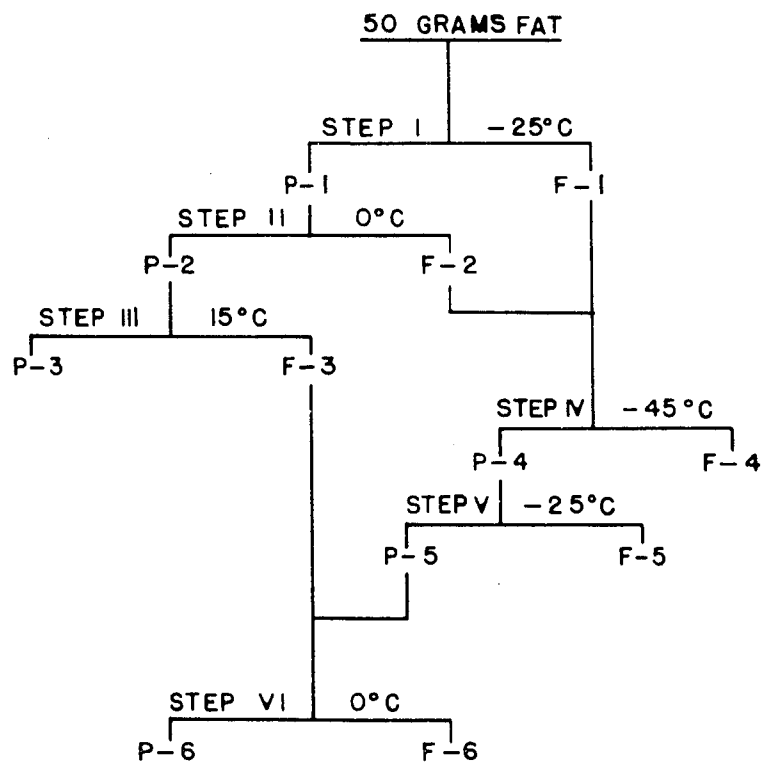 50 GRAMS FAT
STEP I -25°C
P-1 F-1
STEP II 0°C
P-2 F-2
STEP III 15°C
P-3 F-3
STEP IV -45°C
P-4 F-4
STEP V -25°C
P-5 F-5
STEP VI 0°C
P-6 F-6